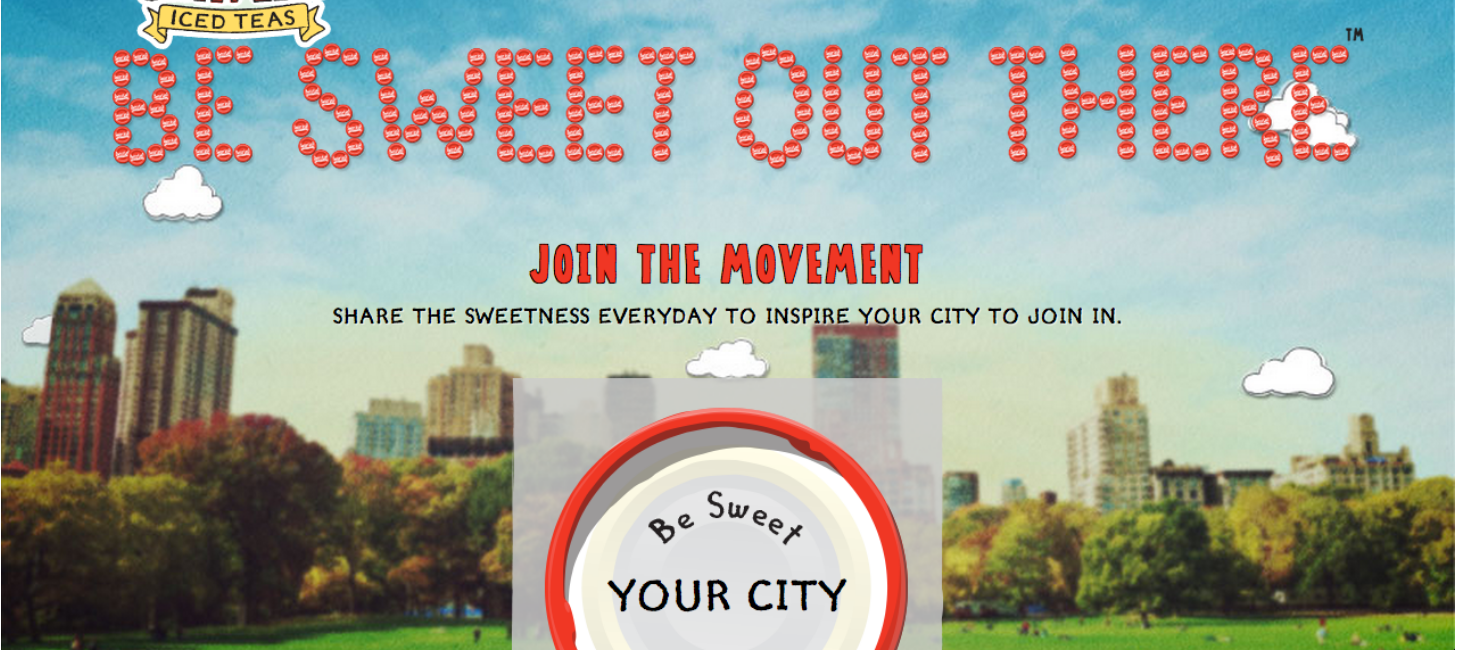 ICED TEAS
BE SWEET OUT THERE™
JOIN THE MOVEMENT
SHARE THE SWEETNESS EVERYDAY TO INSPIRE YOUR CITY TO JOIN IN.
Be Sweet
YOUR CITY